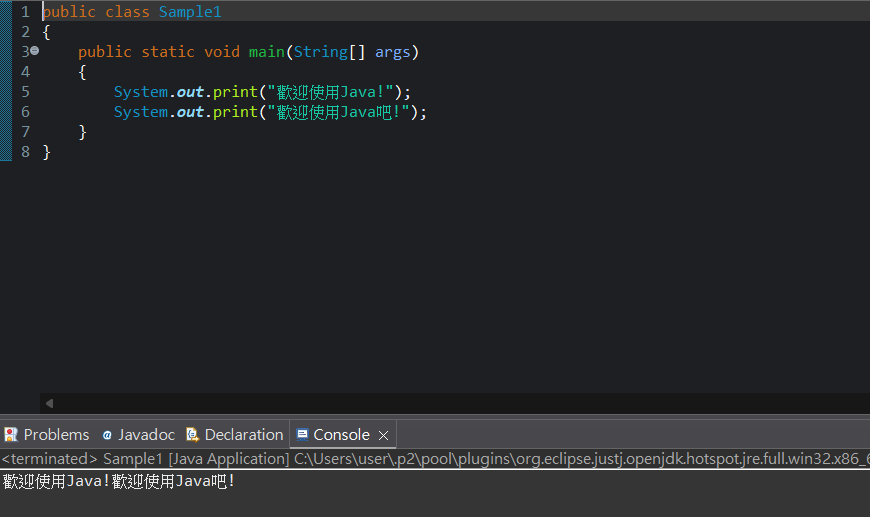 1 public class Sample1
2 {
3     public static void main(String[] args)
4     {
5         System.out.print("歡迎使用Java!");
6         System.out.print("歡迎使用Java吧!");
7     }
8 }
Problems @ Javadoc Declaration Console
<terminated> Sample1 [Java Application] C:\Users\user\.p2\pool\plugins\org.eclipse.justj.openjdk.hotspot.jre.full.win32.x86_6
歡迎使用Java!歡迎使用Java吧!